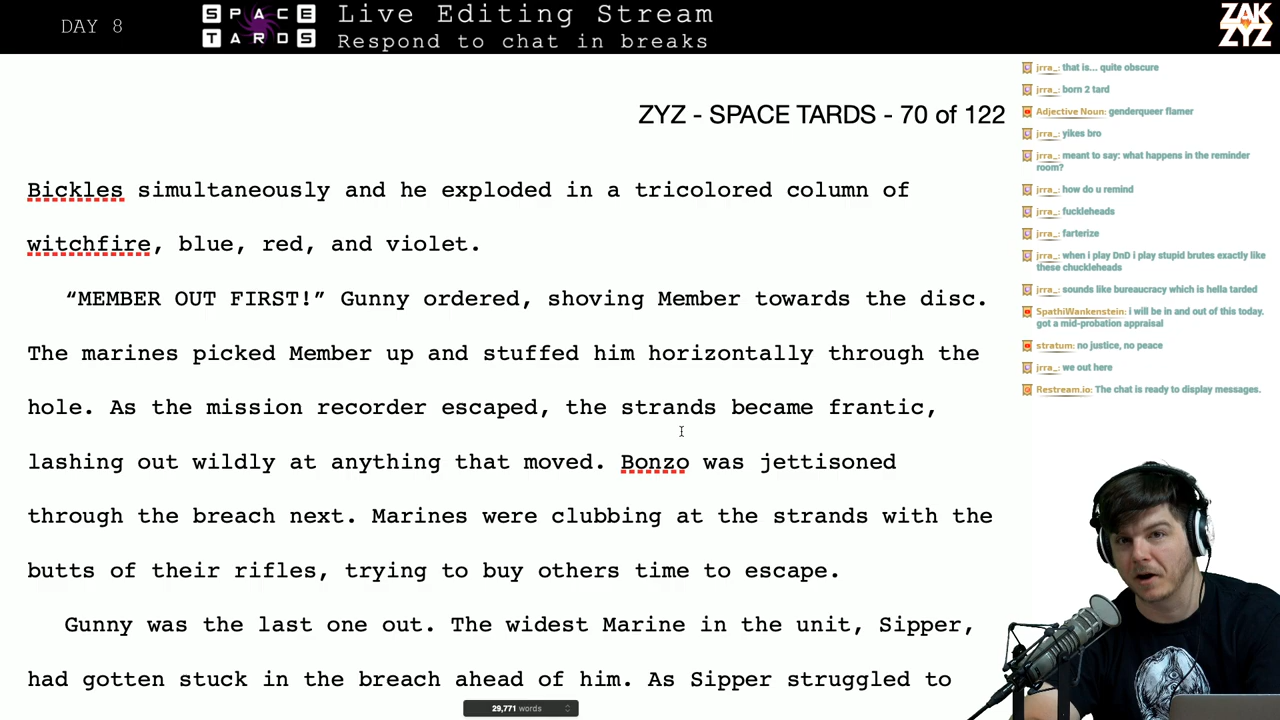 DAY 8
SPACE
TARDS
Live Editing Stream
Respond to chat in breaks
ZAK
ZYZ
ZYZ - SPACE TARDS - 70 of 122
Bickles simultaneously and he exploded in a tricolored column of
witchfire, blue, red, and violet.
“MEMBER OUT FIRST!” Gunny ordered, shoving Member towards the disc.
The marines picked Member up and stuffed him horizontally through the
hole. As the mission recorder escaped, the strands became frantic,
lashing out wildly at anything that moved. Bonzo was jettisoned
through the breach next. Marines were clubbing at the strands with the
butts of their rifles, trying to buy others time to escape.
Gunny was the last one out. The widest Marine in the unit, Sipper,
had gotten stuck in the breach ahead of him. As Sipper struggled to
29,771 words
jrra_: that is... quite obscure
jrra_: born 2 tard
Adjective Noun: genderqueer flamer
jrra_: yikes bro
jrra_: meant to say: what happens in the reminder
room?
jrra_: how do u remind
jrra_: fuckleheads
jrra_: farterize
jrra_: when i play DnD i play stupid brutes exactly like
these chuckleheads
jrra_: sounds like bureaucracy which is hella tarded
SpathiWankenstein: i will be in and out of this today.
got a mid-probation appraisal
stratum: no justice, no peace
jrra_: we out here
Restream.io: The chat is ready to display messages.